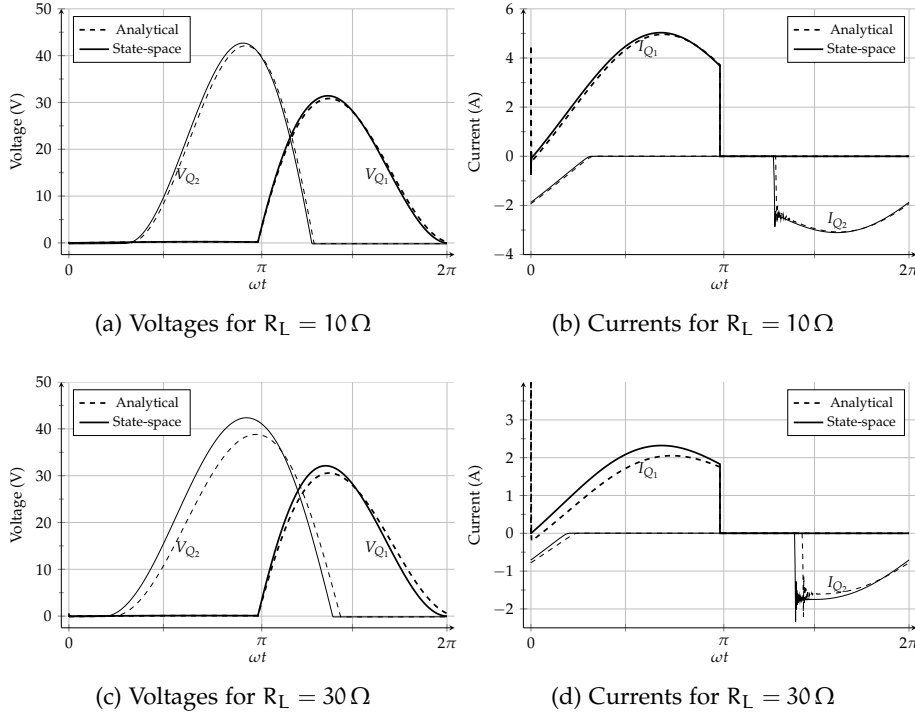 50
40
30
20
10
0
Voltage (V)
Analytical
State-space
V_{Q_2}
V_{Q_1}
0
π
2π
ωt
(a) Voltages for R_L = 10 Ω
6
4
2
0
−2
−4
Current (A)
Analytical
State-space
I_{Q_1}
I_{Q_2}
0
π
2π
ωt
(b) Currents for R_L = 10 Ω
50
40
30
20
10
0
Voltage (V)
Analytical
State-space
V_{Q_2}
V_{Q_1}
0
π
2π
ωt
(c) Voltages for R_L = 30 Ω
3
2
1
0
−1
−2
Current (A)
Analytical
State-space
I_{Q_1}
I_{Q_2}
0
π
2π
ωt
(d) Currents for R_L = 30 Ω